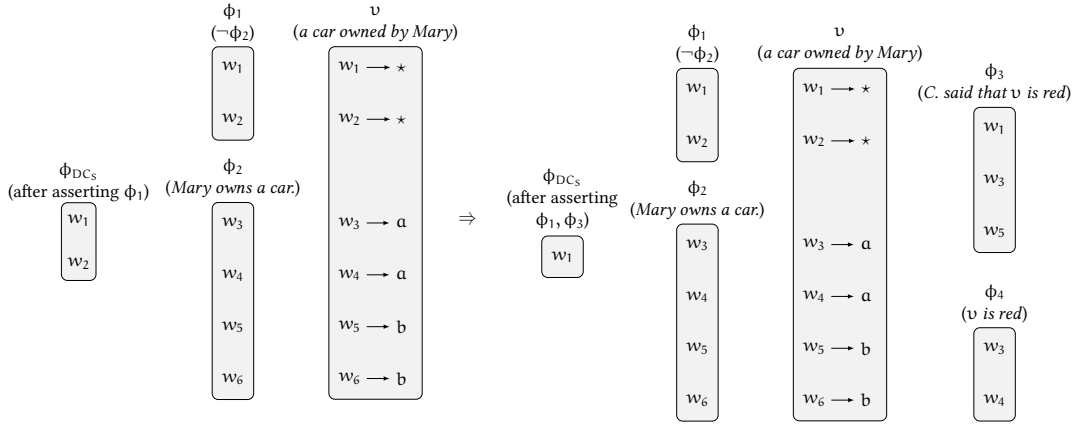 ϕ₁
(¬ϕ₂)
w₁
w₂
υ
(a car owned by Mary)
w₁ → ⋆
w₂ → ⋆
w₃ → a
w₄ → a
w₅ → b
w₆ → b
ϕ_DC_S
(after asserting ϕ₁)
w₁
w₂
ϕ₂
(Mary owns a car.)
w₃
w₄
w₅
w₆
⇒
ϕ_DC_S
(after asserting
ϕ₁, ϕ₃)
w₁
ϕ₁
(¬ϕ₂)
w₁
w₂
ϕ₂
(Mary owns a car.)
w₃
w₄
w₅
w₆
υ
(a car owned by Mary)
w₁ → ⋆
w₂ → ⋆
w₃ → a
w₄ → a
w₅ → b
w₆ → b
ϕ₃
(C. said that υ is red)
w₁
w₃
w₅
ϕ₄
(υ is red)
w₃
w₄